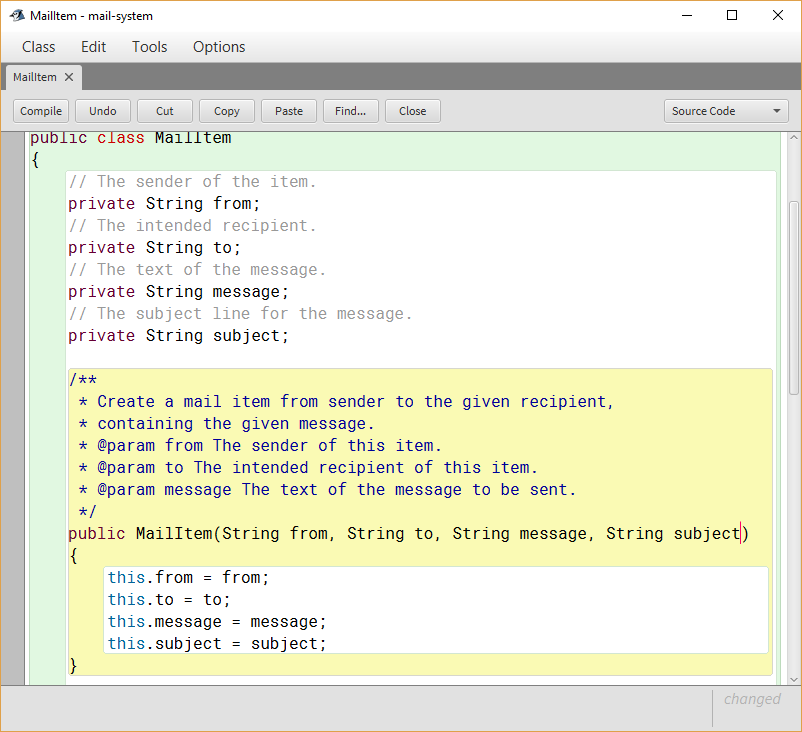 MailItem - mail-system
Class Edit Tools Options
MailItem
Compile Undo Cut Copy Paste Find... Close Source Code
public class MailItem
{
// The sender of the item.
private String from;
// The intended recipient.
private String to;
// The text of the message.
private String message;
// The subject line for the message.
private String subject;
/**
* Create a mail item from sender to the given recipient,
* containing the given message.
* @param from The sender of this item.
* @param to The intended recipient of this item.
* @param message The text of the message to be sent.
*/
public MailItem(String from, String to, String message, String subject)
{
this.from = from;
this.to = to;
this.message = message;
this.subject = subject;
}
changed